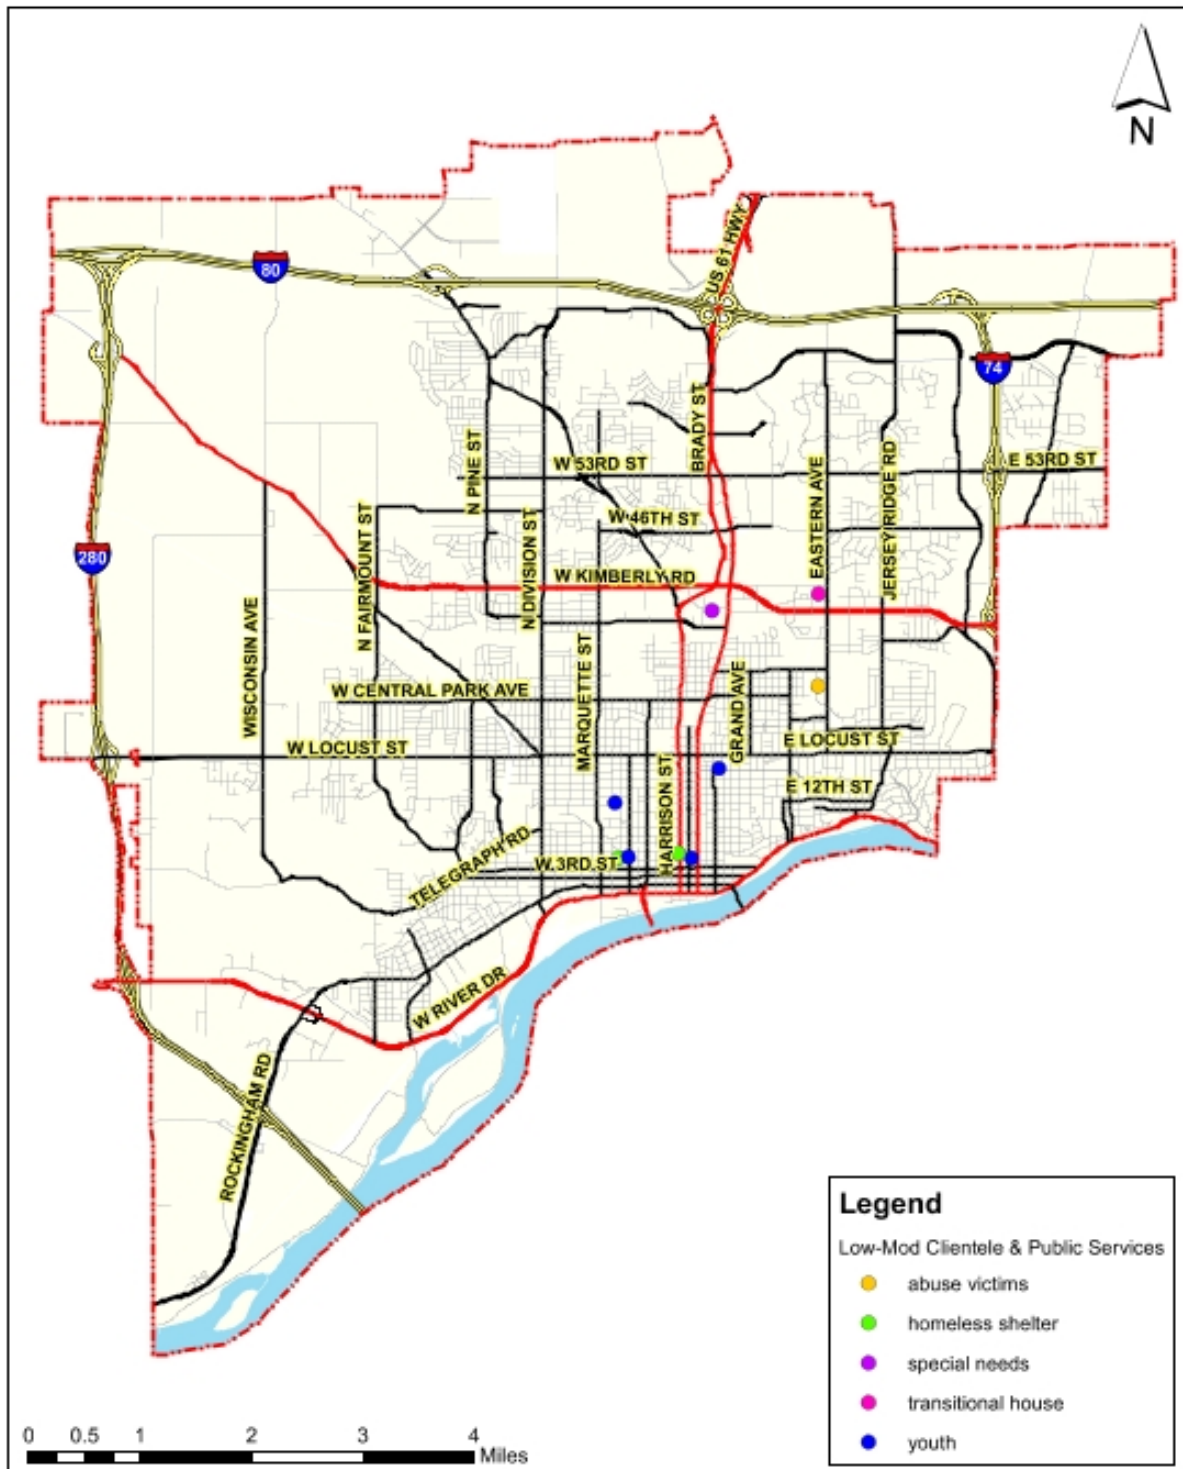 N
US 61 HWY
80
74
BRADY ST
E 53RD ST
W 53RD ST
N PINE ST
EASTERN AVE
JERSEY RIDGE RD
W 46TH ST
N FAIRMOUNT ST
N DIVISION ST
280
W KIMBERLY RD
WISCONSIN AVE
MARQUETTE ST
GRAND AVE
W CENTRAL PARK AVE
W LOCUST ST
E LOCUST ST
HARRISON ST
E 12TH ST
TELEGRAPH RD
W 3RD ST
W RIVER DR
ROCKINGHAM RD
Legend
Low-Mod Clientele & Public Services
abuse victims
homeless shelter
special needs
transitional house
youth
0 0.5 1 2 3 4
Miles